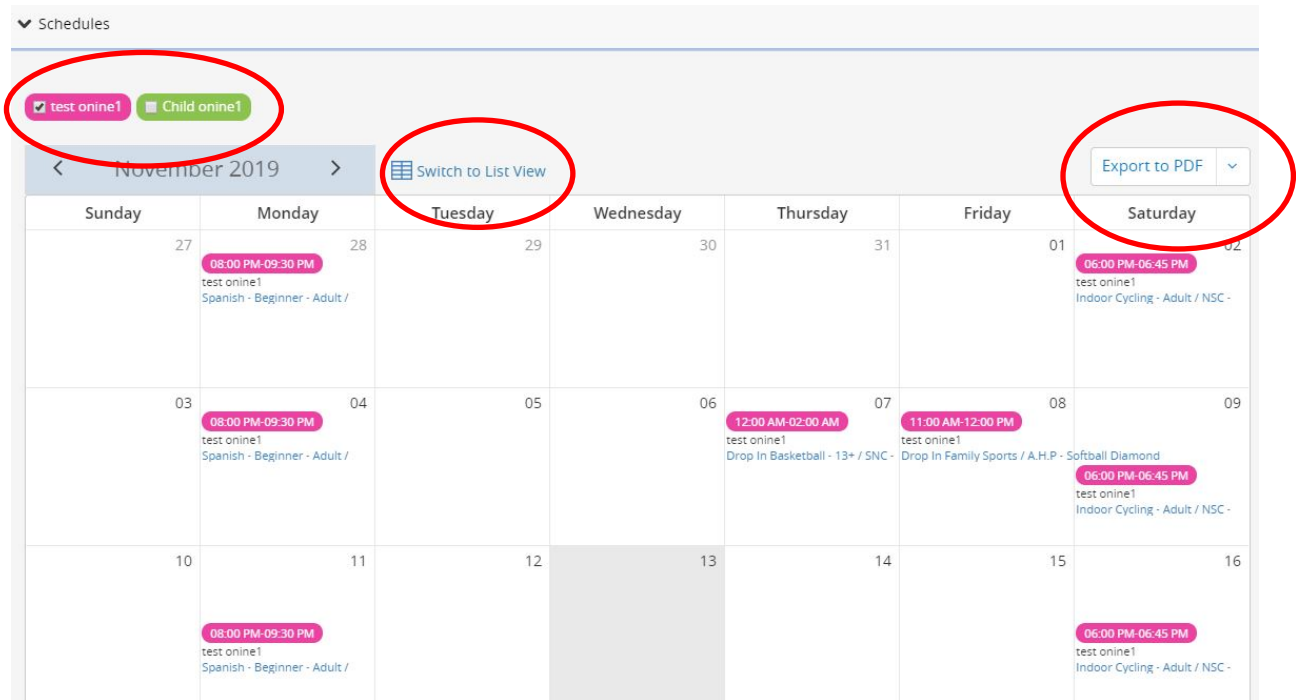 Schedules
test onine1 Child onine1
November 2019 Switch to List View Export to PDF
Sunday Monday Tuesday Wednesday Thursday Friday Saturday
27 28 29 30 31 01 02
08:00 PM-09:30 PM 06:00 PM-06:45 PM
test onine1 test onine1
Spanish - Beginner - Adult / Indoor Cycling - Adult / NSC -
03 04 05 06 07 08 09
08:00 PM-09:30 PM 12:00 AM-02:00 AM 11:00 AM-12:00 PM
test onine1 test onine1 test onine1
Spanish - Beginner - Adult / Drop In Basketball - 13+ / SNC - Drop In Family Sports / A.H.P - Softball Diamond
06:00 PM-06:45 PM
test onine1
Indoor Cycling - Adult / NSC -
10 11 12 13 14 15 16
08:00 PM-09:30 PM 06:00 PM-06:45 PM
test onine1 test onine1
Spanish - Beginner - Adult / Indoor Cycling - Adult / NSC -